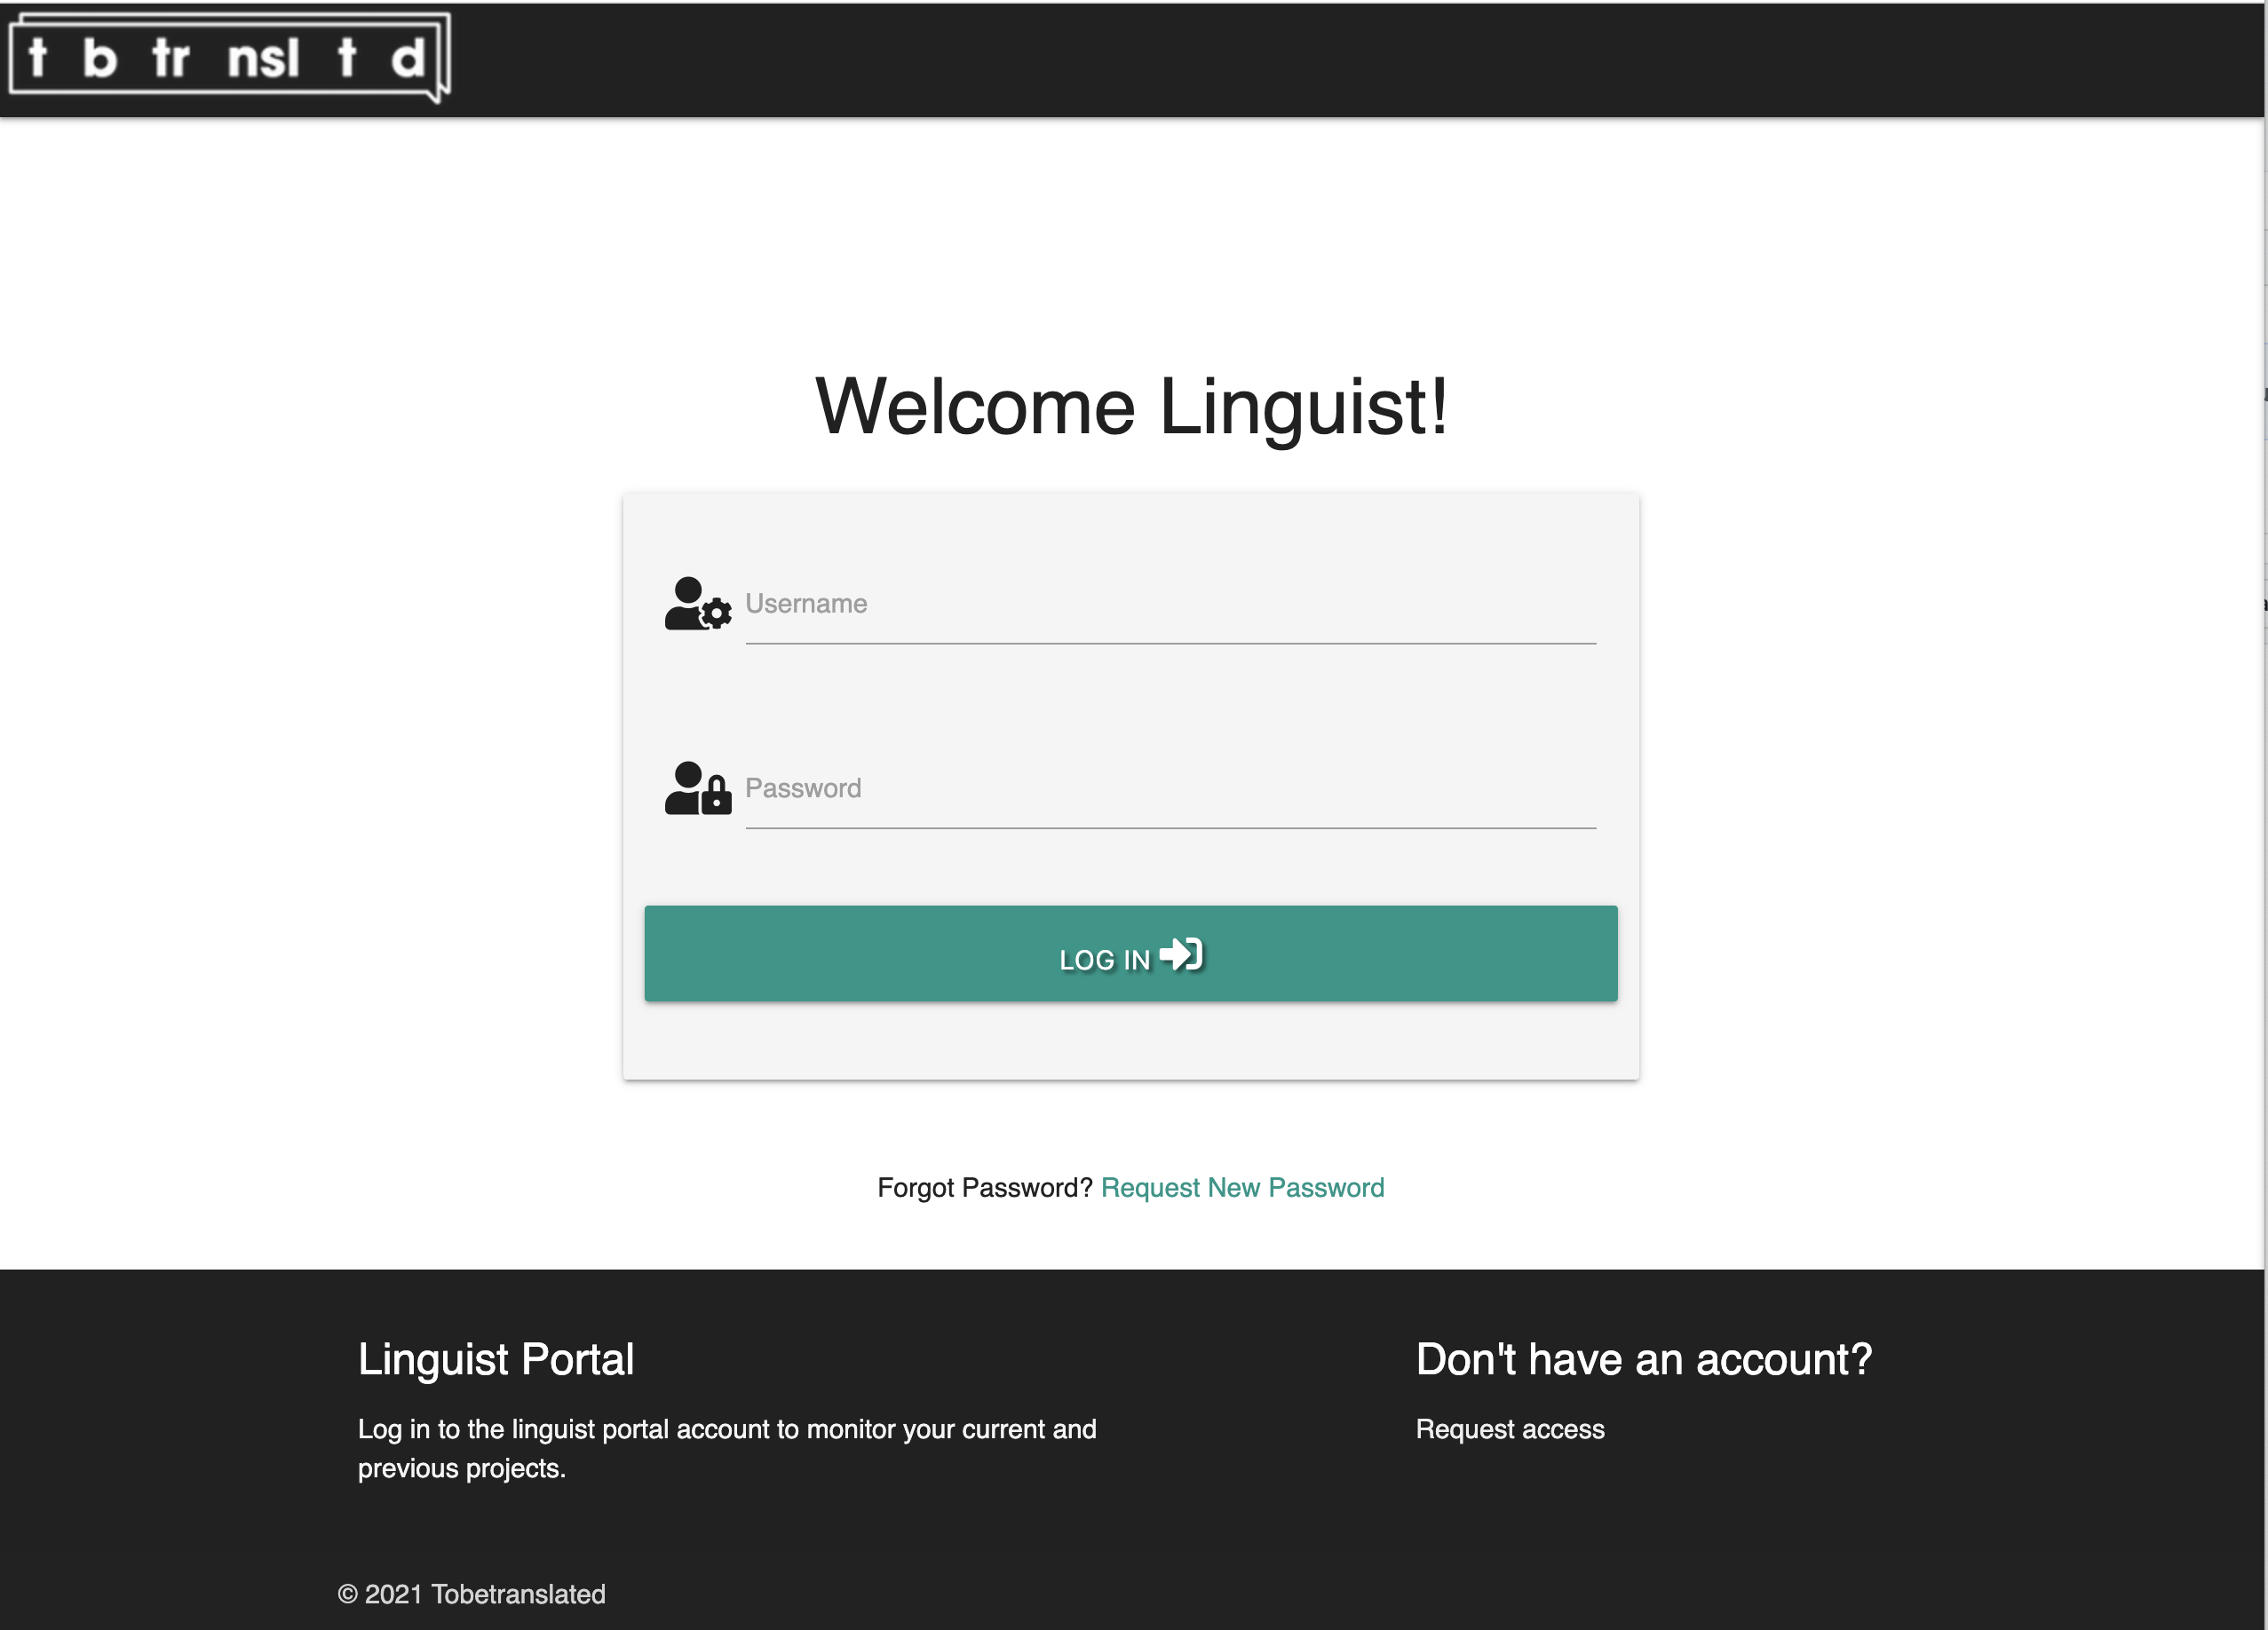 t b tr nsl t d
Welcome Linguist!
Username
Password
LOG IN
Forgot Password? Request New Password
Linguist Portal
Don't have an account?
Log in to the linguist portal account to monitor your current and
previous projects.
Request access
© 2021 Tobetranslated